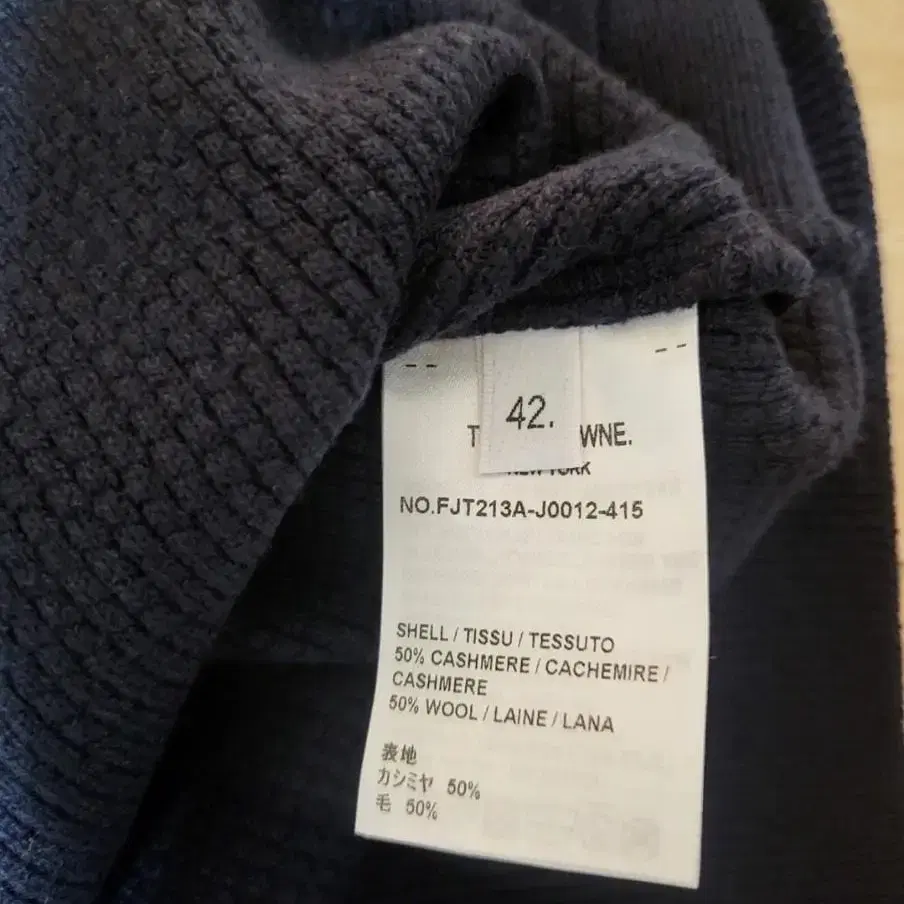 42.
NO.FJT213A-J0012-415
SHELL / TISSU / TESSUTO
50% CASHMERE / CACHEMIRE /
CASHMERE
50% WOOL / LAINE / LANA
表地
カシミヤ 50%
毛 50%